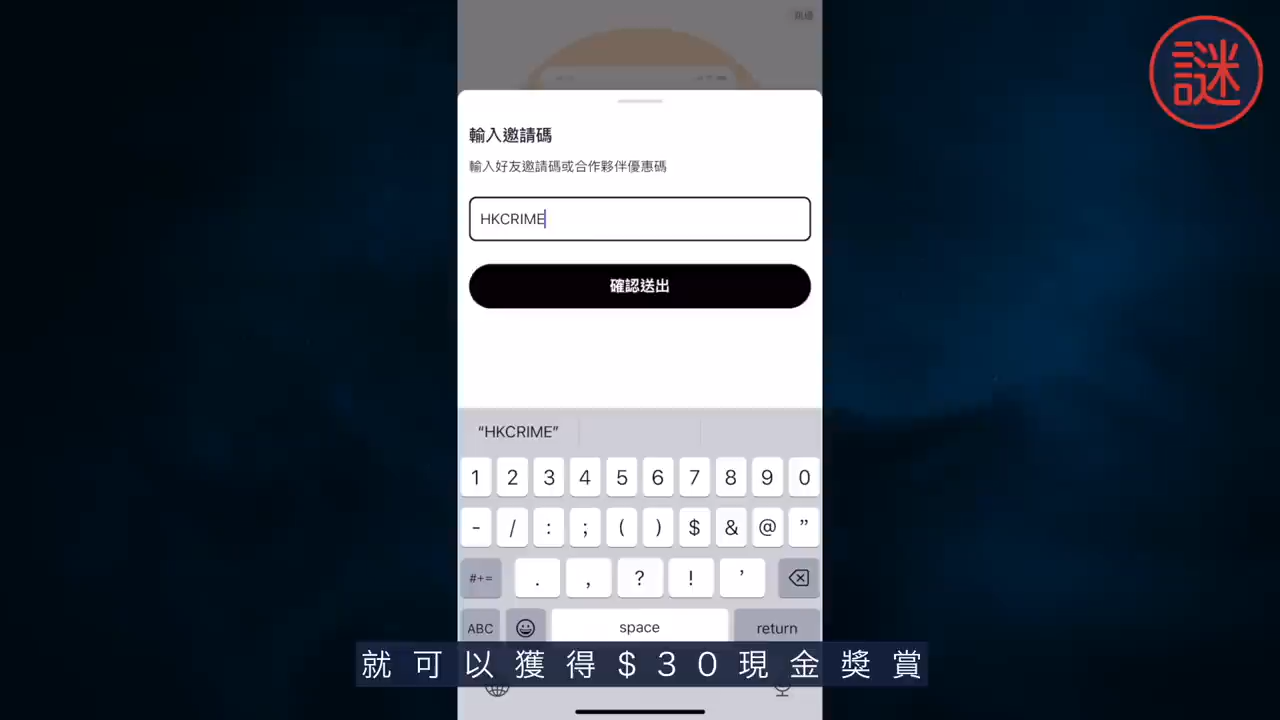 謎
輸入邀請碼
輸入好友邀請碼或合作夥伴優惠碼
HKCRIME
確認送出
“HKCRIME”
1 2 3 4 5 6 7 8 9 0
- / : ; ( ) $ & @ ”
#+= . , ? ! ’
ABC space return
就可以獲得$30現金獎賞